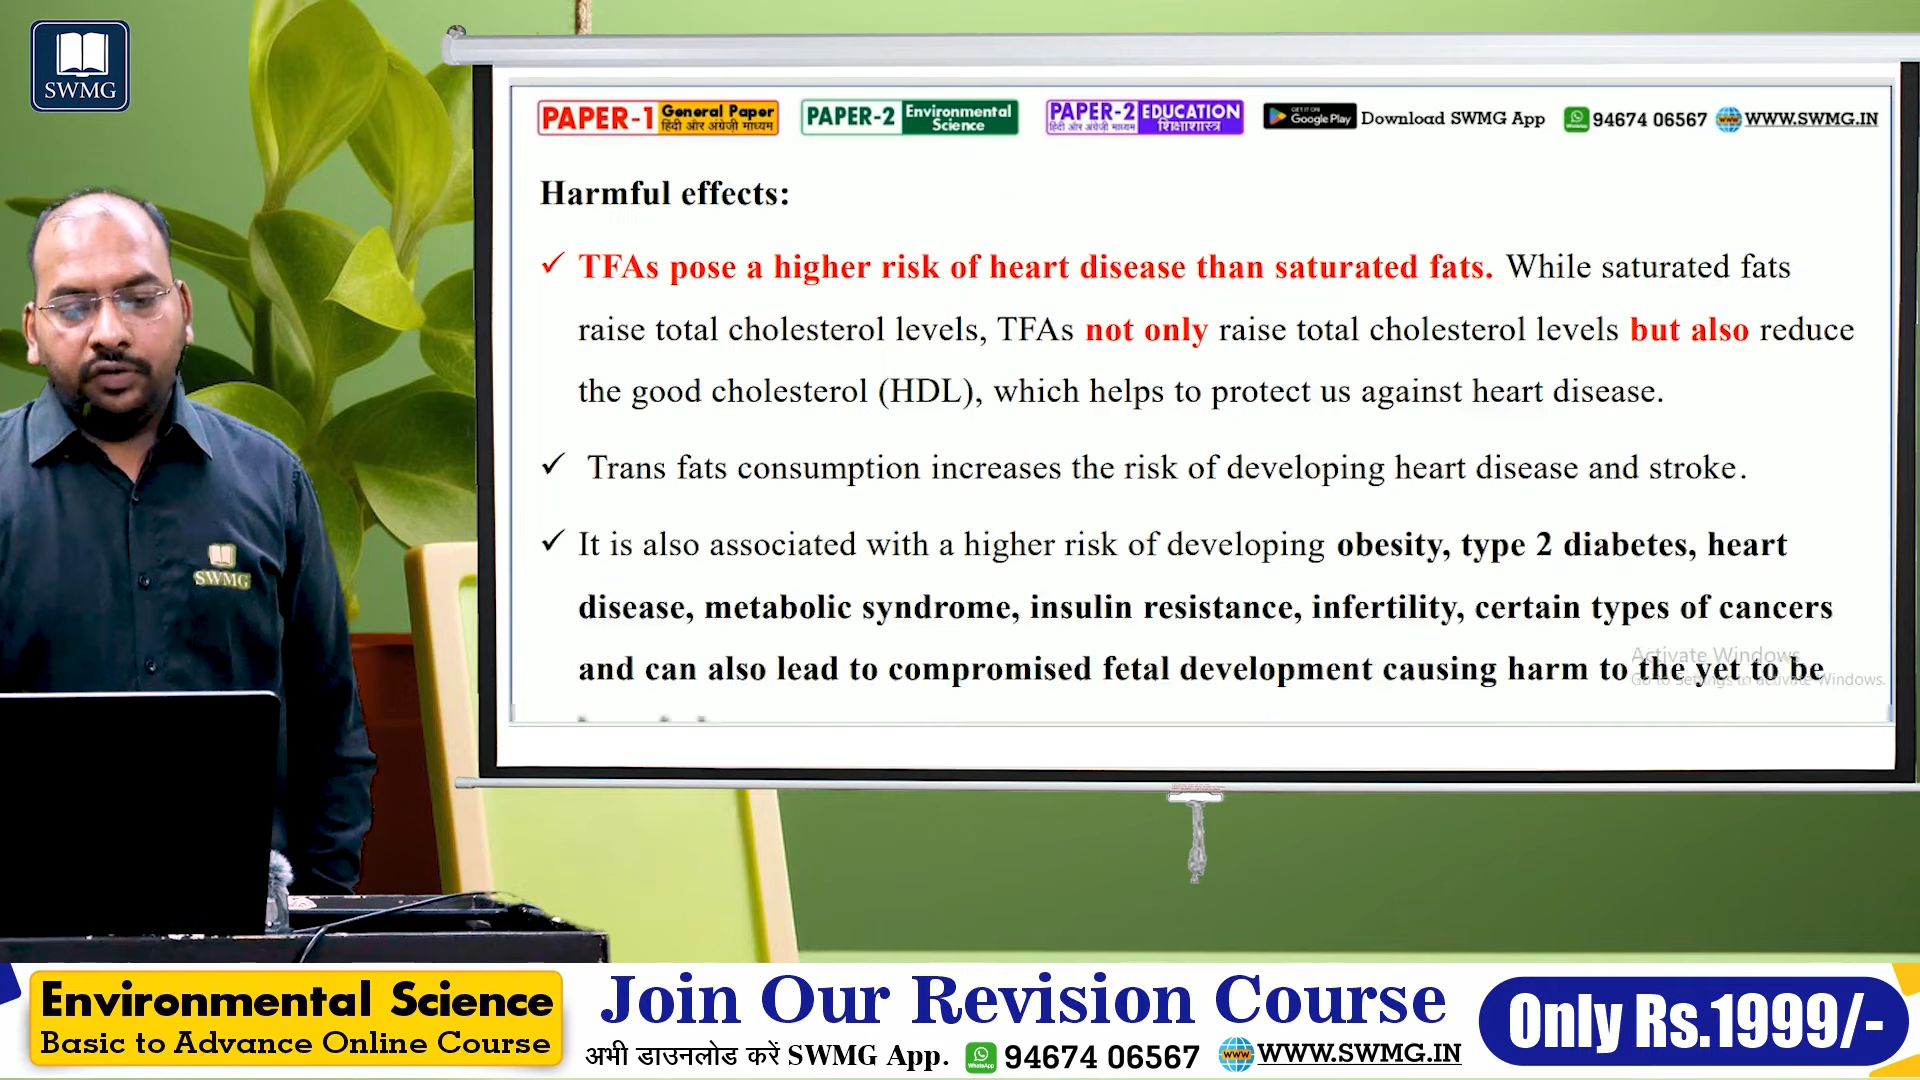 SWMG
PAPER-1 General Paper हिंदी और अंग्रेज़ी माध्यम
PAPER-2 Environmental Science
PAPER-2 EDUCATION हिंदी और अंग्रेज़ी माध्यम शिक्षाशास्त्र
GET IT ON Google Play Download SWMG App 94674 06567 WWW.SWMG.IN
Harmful effects:
✓ TFAs pose a higher risk of heart disease than saturated fats. While saturated fats
raise total cholesterol levels, TFAs not only raise total cholesterol levels but also reduce
the good cholesterol (HDL), which helps to protect us against heart disease.
✓ Trans fats consumption increases the risk of developing heart disease and stroke.
✓ It is also associated with a higher risk of developing obesity, type 2 diabetes, heart
disease, metabolic syndrome, insulin resistance, infertility, certain types of cancers
and can also lead to compromised fetal development causing harm to the yet to be
Activate Windows
Go to Settings to activate Windows.
SWMG
Environmental Science
Basic to Advance Online Course
Join Our Revision Course
अभी डाउनलोड करें SWMG App. WhatsApp 94674 06567 www WWW.SWMG.IN
Only Rs.1999/-